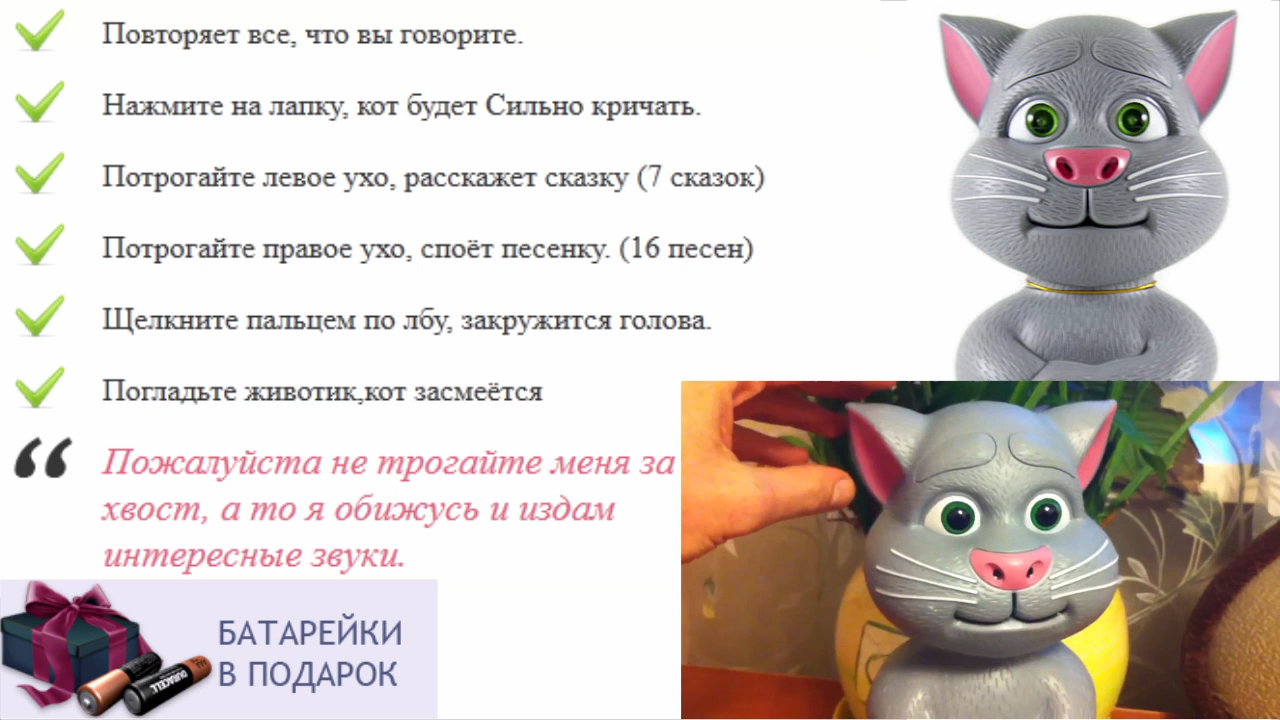 Повторяет все, что вы говорите.
Нажмите на лапку, кот будет Сильно кричать.
Потрогайте левое ухо, расскажет сказку (7 сказок)
Потрогайте правое ухо, споёт песенку. (16 песен)
Щелкните пальцем по лбу, закружится голова.
Погладьте животик,кот засмеётся
“ Пожалуйста не трогайте меня за
хвост, а то я обижусь и издам
интересные звуки.
БАТАРЕЙКИ
В ПОДАРОК
DURACELL